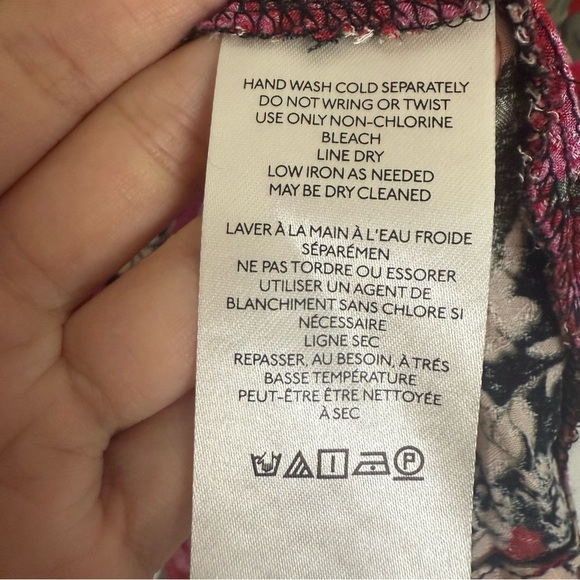 HAND WASH COLD SEPARATELY
DO NOT WRING OR TWIST
USE ONLY NON-CHLORINE
BLEACH
LINE DRY
LOW IRON AS NEEDED
MAY BE DRY CLEANED
LAVER À LA MAIN À L'EAU FROIDE
SÉPARÉMEN
NE PAS TORDRE OU ESSORER
UTILISER UN AGENT DE
BLANCHIMENT SANS CHLORE SI
NÉCESSAIRE
LIGNE SEC
REPASSER, AU BESOIN, À TRÉS
BASSE TEMPÉRATURE
PEUT-ÊTRE ÊTRE NETTOYÉE
À SEC
P